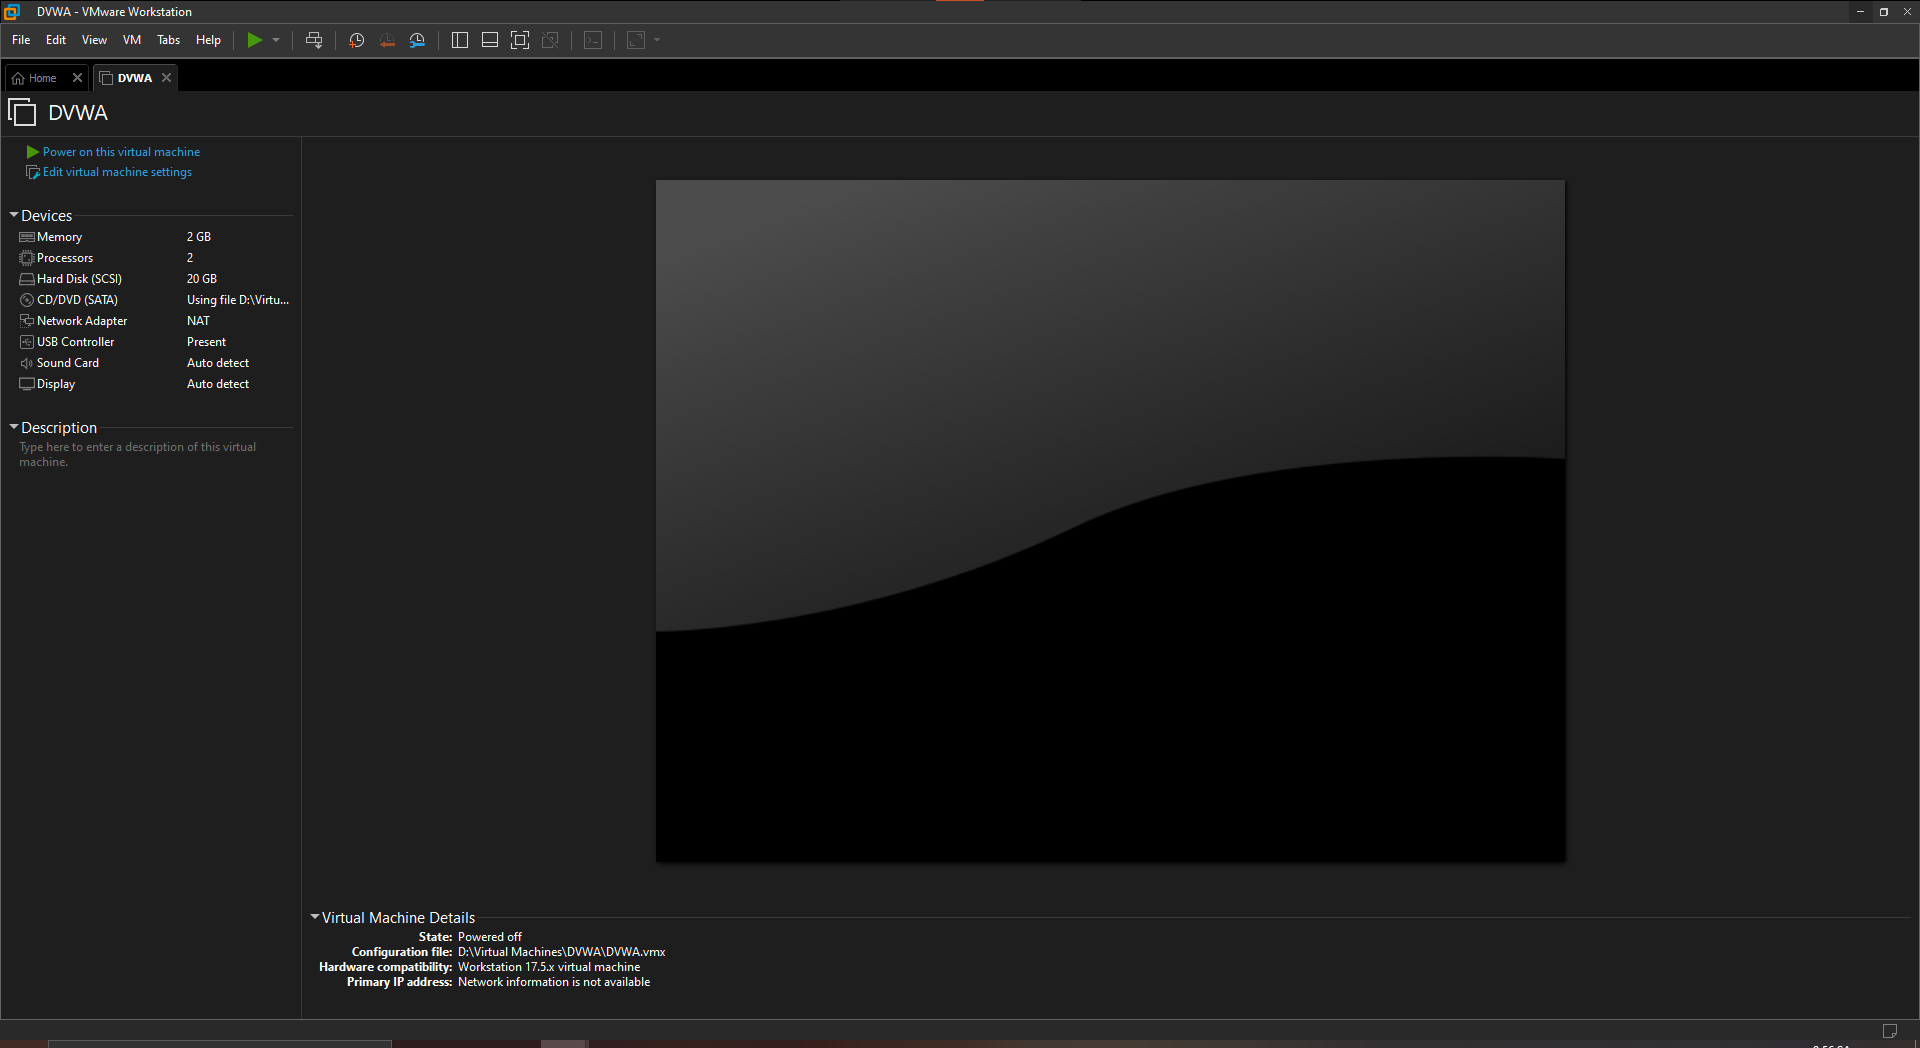 DVWA - VMware Workstation
File Edit View VM Tabs Help
Home DVWA
DVWA
Power on this virtual machine
Edit virtual machine settings
Devices
Memory 2 GB
Processors 2
Hard Disk (SCSI) 20 GB
CD/DVD (SATA) Using file D:\Virtu...
Network Adapter NAT
USB Controller Present
Sound Card Auto detect
Display Auto detect
Description
Type here to enter a description of this virtual
machine.
Virtual Machine Details
State: Powered off
Configuration file: D:\Virtual Machines\DVWA\DVWA.vmx
Hardware compatibility: Workstation 17.5.x virtual machine
Primary IP address: Network information is not available